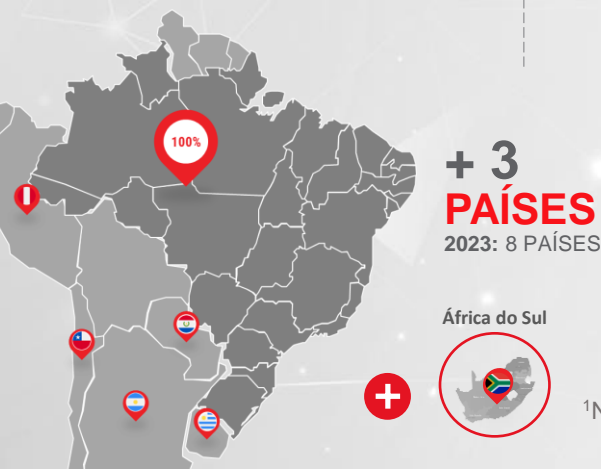 100%
+ 3
PAÍSES
2023: 8 PAÍSES
África do Sul
+
¹N